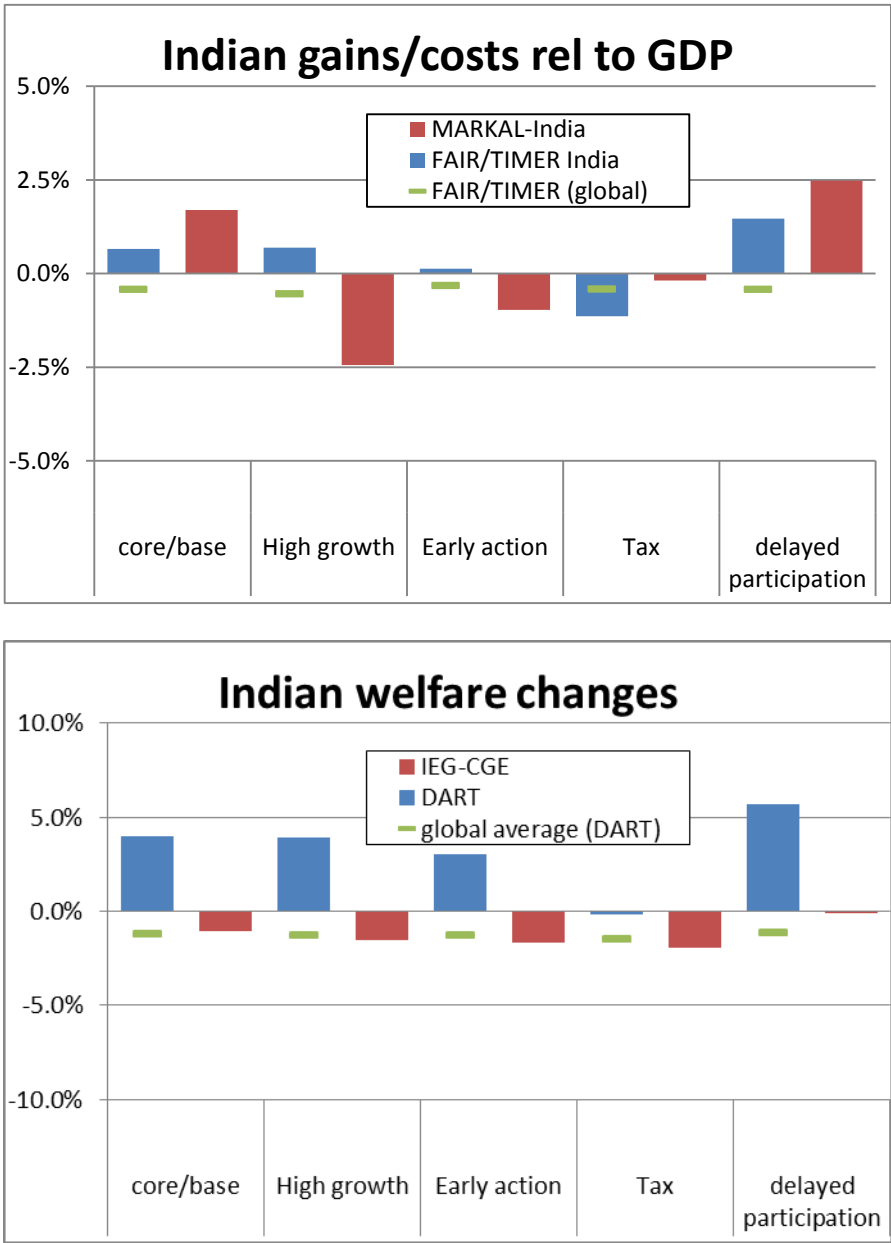 Indian gains/costs rel to GDP
5.0%
MARKAL-India
FAIR/TIMER India
2.5%
FAIR/TIMER (global)
0.0%
-2.5%
-5.0%
core/base High growth Early action Tax delayed
participation
Indian welfare changes
10.0%
IEG-CGE
DART
5.0%
global average (DART)
0.0%
-5.0%
-10.0%
core/base High growth Early action Tax delayed
participation